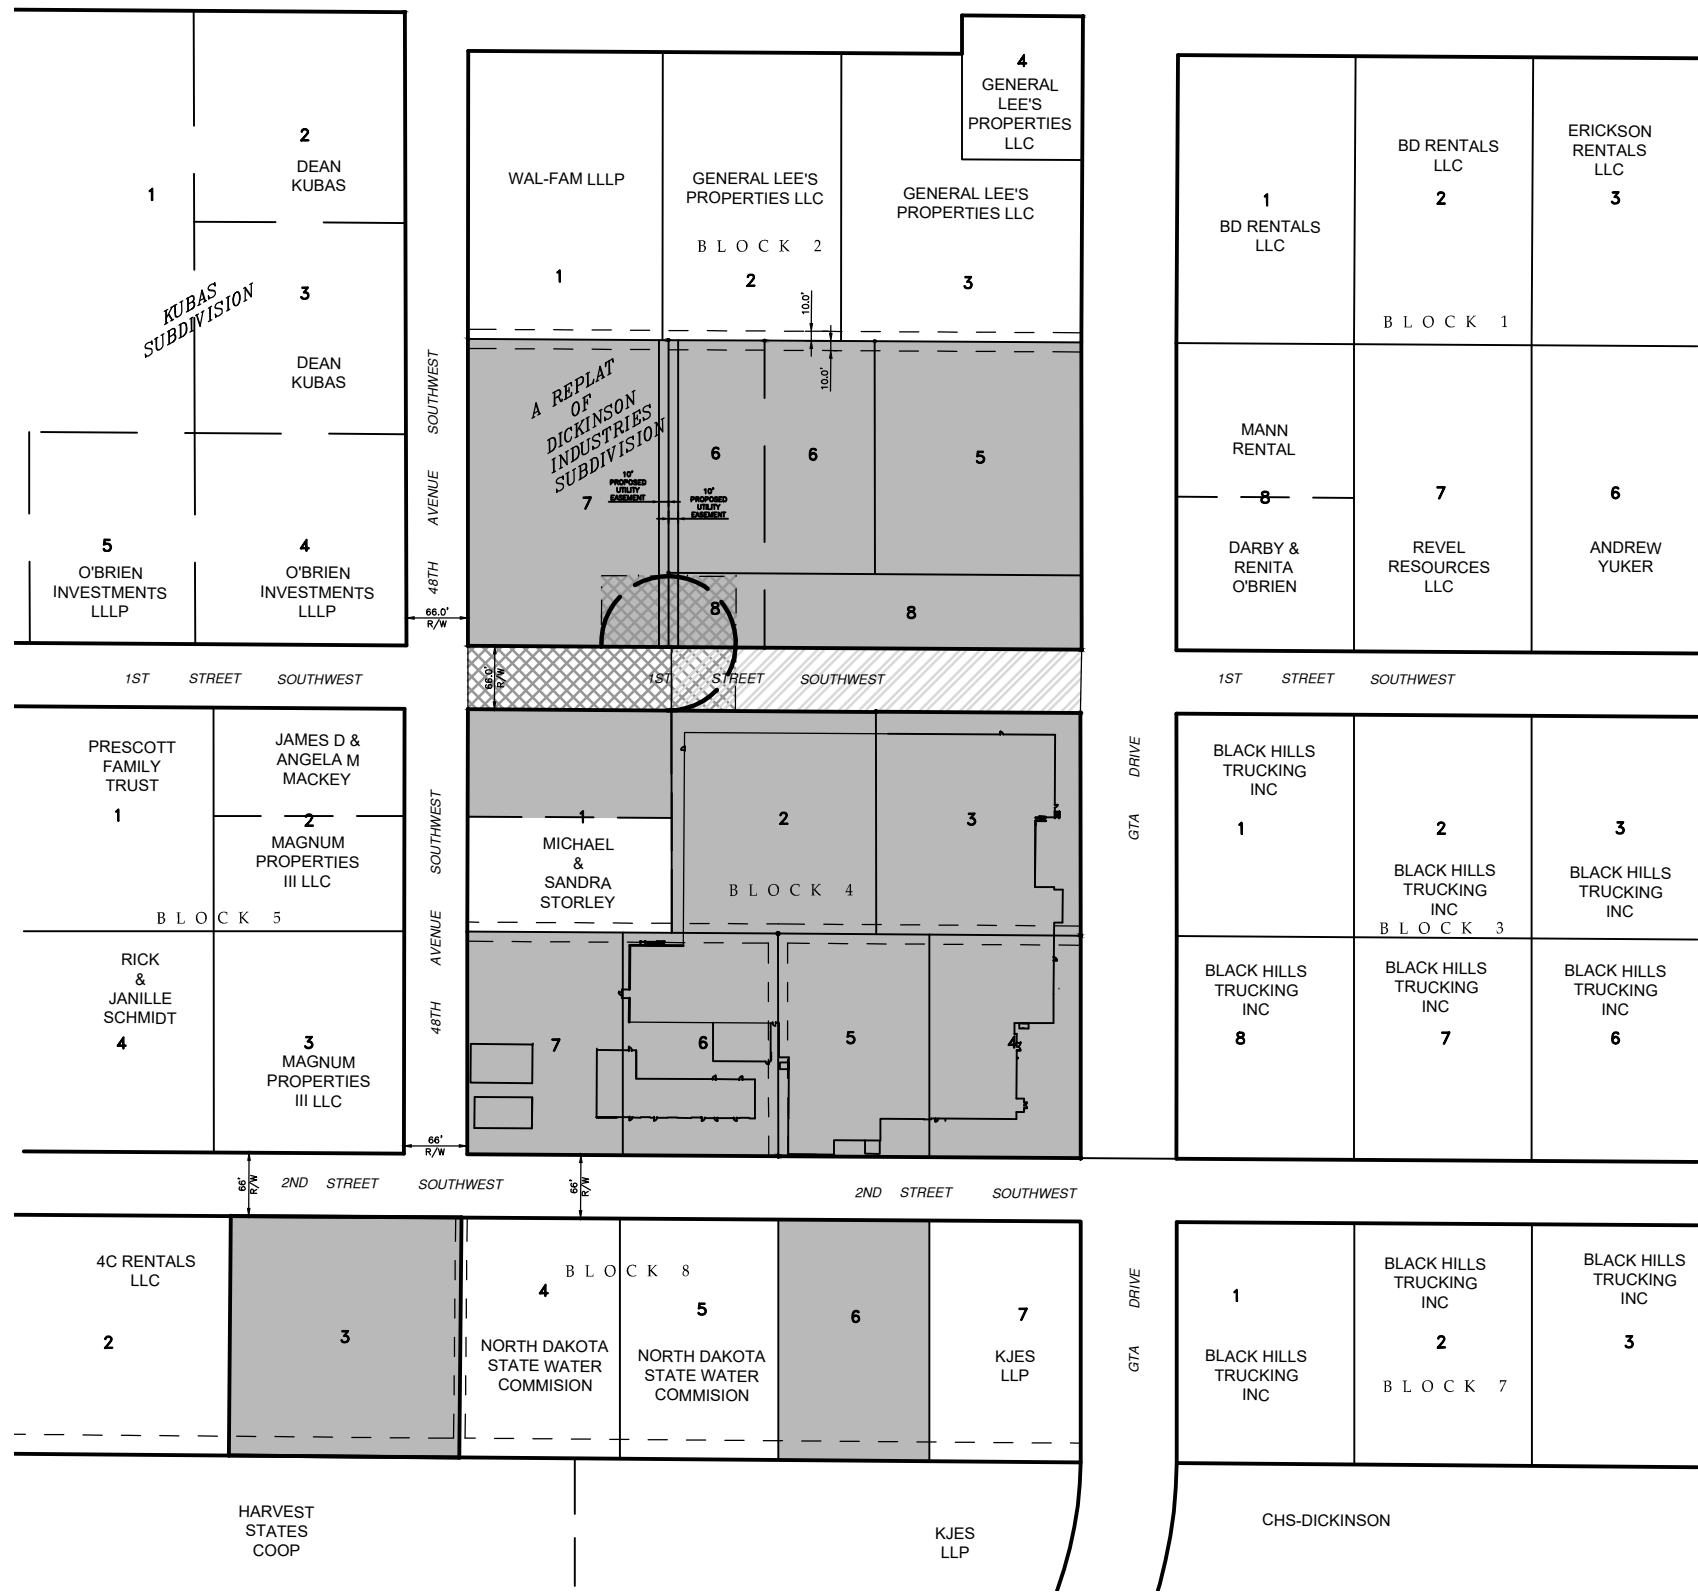 1
2
DEAN
KUBAS
3
DEAN
KUBAS
KUBAS
SUBDIVISION
5
O'BRIEN
INVESTMENTS
LLLP
4
O'BRIEN
INVESTMENTS
LLLP
48TH AVENUE SOUTHWEST
66.0'
R/W
WAL-FAM LLLP
1
GENERAL LEE'S
PROPERTIES LLC
BLOCK 2
2
GENERAL LEE'S
PROPERTIES LLC
3
4
GENERAL
LEE'S
PROPERTIES
LLC
10.0'
10.0'
A REPLAT
OF
DICKINSON
INDUSTRIES
SUBDIVISION
7
10'
PROPOSED
UTILITY
EASEMENT
10'
PROPOSED
UTILITY
EASEMENT
6
6
5
8
8
1
BD RENTALS
LLC
BD RENTALS
LLC
2
ERICKSON
RENTALS
LLC
3
BLOCK 1
MANN
RENTAL
8
DARBY &
RENITA
O'BRIEN
7
REVEL
RESOURCES
LLC
6
ANDREW
YUKER
1ST STREET SOUTHWEST
66.0'
R/W
1ST STREET SOUTHWEST
1ST STREET SOUTHWEST
PRESCOTT
FAMILY
TRUST
1
JAMES D &
ANGELA M
MACKEY
2
MAGNUM
PROPERTIES
III LLC
BLOCK 5
RICK
&
JANILLE
SCHMIDT
4
3
MAGNUM
PROPERTIES
III LLC
48TH AVENUE SOUTHWEST
66'
R/W
1
MICHAEL
&
SANDRA
STORLEY
2
3
BLOCK 4
7
6
5
4
GTA DRIVE
BLACK HILLS
TRUCKING
INC
1
2
BLACK HILLS
TRUCKING
INC
3
BLACK HILLS
TRUCKING
INC
BLOCK 3
BLACK HILLS
TRUCKING
INC
8
BLACK HILLS
TRUCKING
INC
7
BLACK HILLS
TRUCKING
INC
6
66'
R/W
2ND STREET SOUTHWEST
66'
R/W
2ND STREET SOUTHWEST
4C RENTALS
LLC
2
3
BLOCK 8
4
NORTH DAKOTA
STATE WATER
COMMISION
5
NORTH DAKOTA
STATE WATER
COMMISION
6
7
KJES
LLP
GTA DRIVE
1
BLACK HILLS
TRUCKING
INC
BLACK HILLS
TRUCKING
INC
2
BLOCK 7
BLACK HILLS
TRUCKING
INC
3
HARVEST
STATES
COOP
KJES
LLP
CHS-DICKINSON